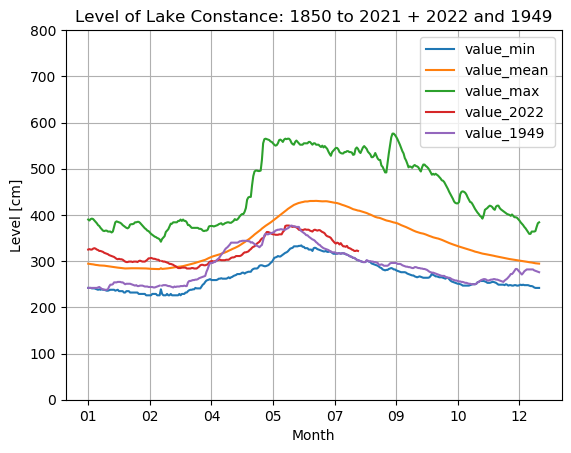 Level of Lake Constance: 1850 to 2021 + 2022 and 1949
800
700
600
500
400
300
200
100
0
Level [cm]
value_min
value_mean
value_max
value_2022
value_1949
01
02
04
05
07
09
10
12
Month